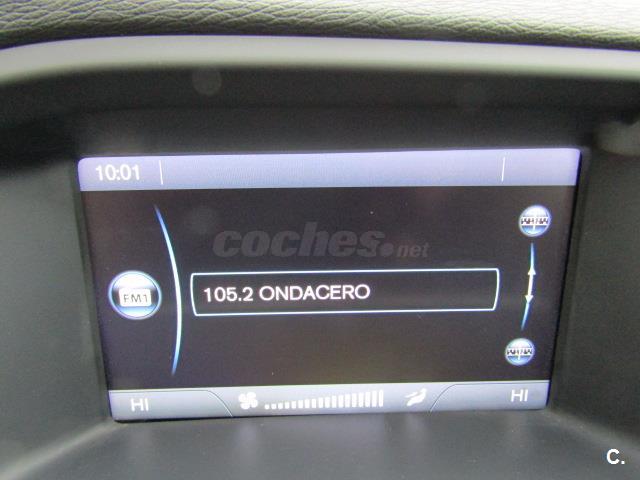 10:01
coches.net
FM1
105.2 ONDACERO
HI
HI
C.